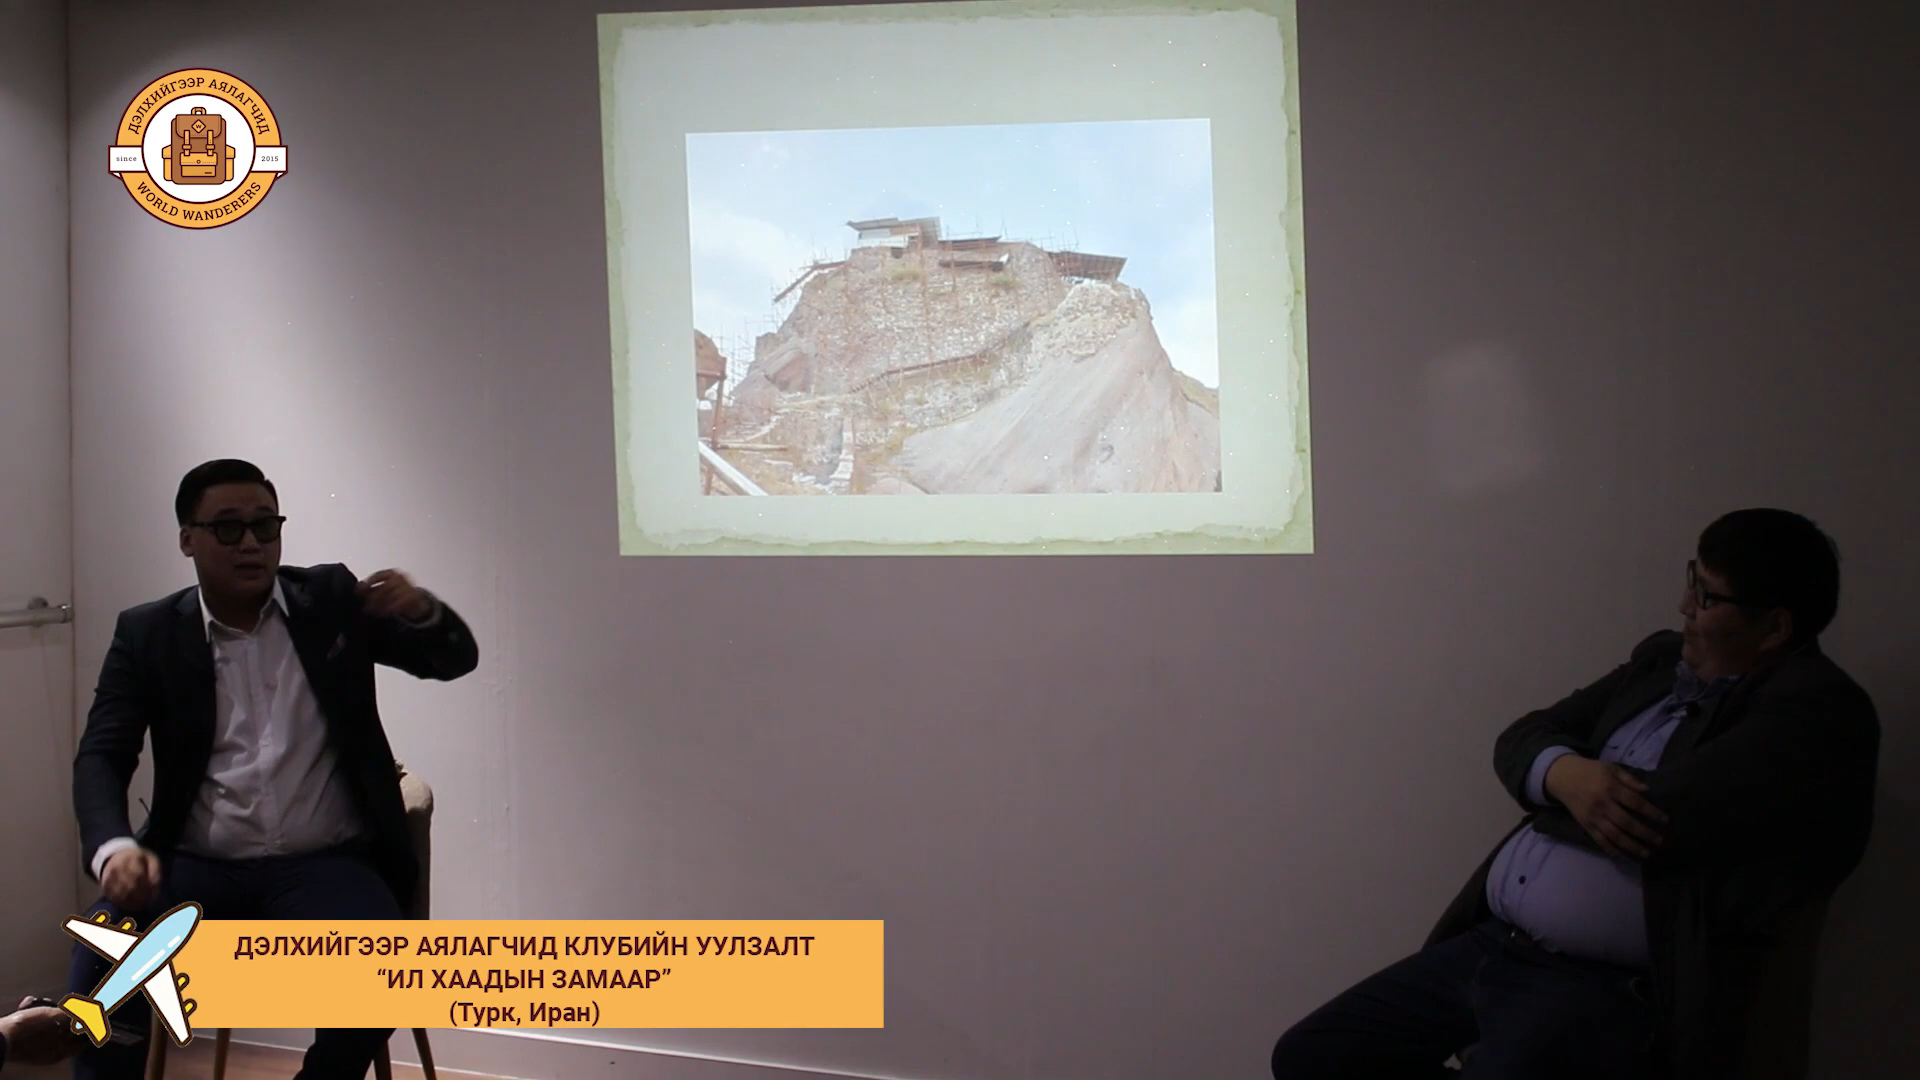 ДЭЛХИЙГЭЭР АЯЛАГЧИД
since 2015
WORLD WANDERERS
ДЭЛХИЙГЭЭР АЯЛАГЧИД КЛУБИЙН УУЛЗАЛТ
“ИЛ ХААДЫН ЗАМААР”
(Турк, Иран)